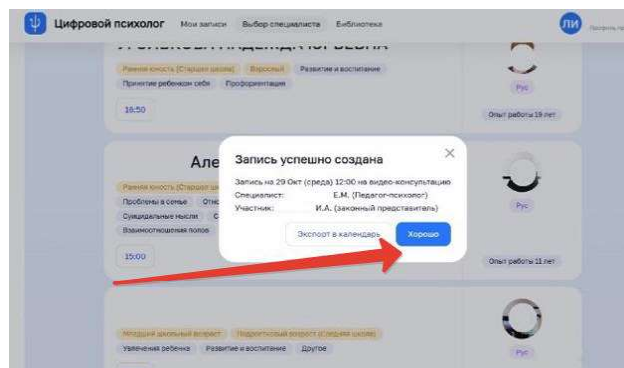 Цифровой психолог
Мои записи
Выбор специалиста
Библиотека
ЛИ
Ранняя юность (Старшая школа)
Взрослый
Развитие и воспитание
Принятие ребенком себя
Профориентация
16:50
Рус
Опыт работы 19 лет
Але
Запись успешно создана
Запись на 29 Окт (среда) 12:00 на видео-консультацию
Специалист: Е.М. (Педагог-психолог)
Участник: И.А. (законный представитель)
Экспорт в календарь
Хорошо
Ранняя юность (Старшая
Проблемы в семье
Суицидальные мысли
Взаимоотношения полов
15:00
Рус
Опыт работы 11 лет
Младший школьный возраст
Подростковый возраст (Средняя школа)
Увлечения ребенка
Развитие и воспитание
Другое
Рус